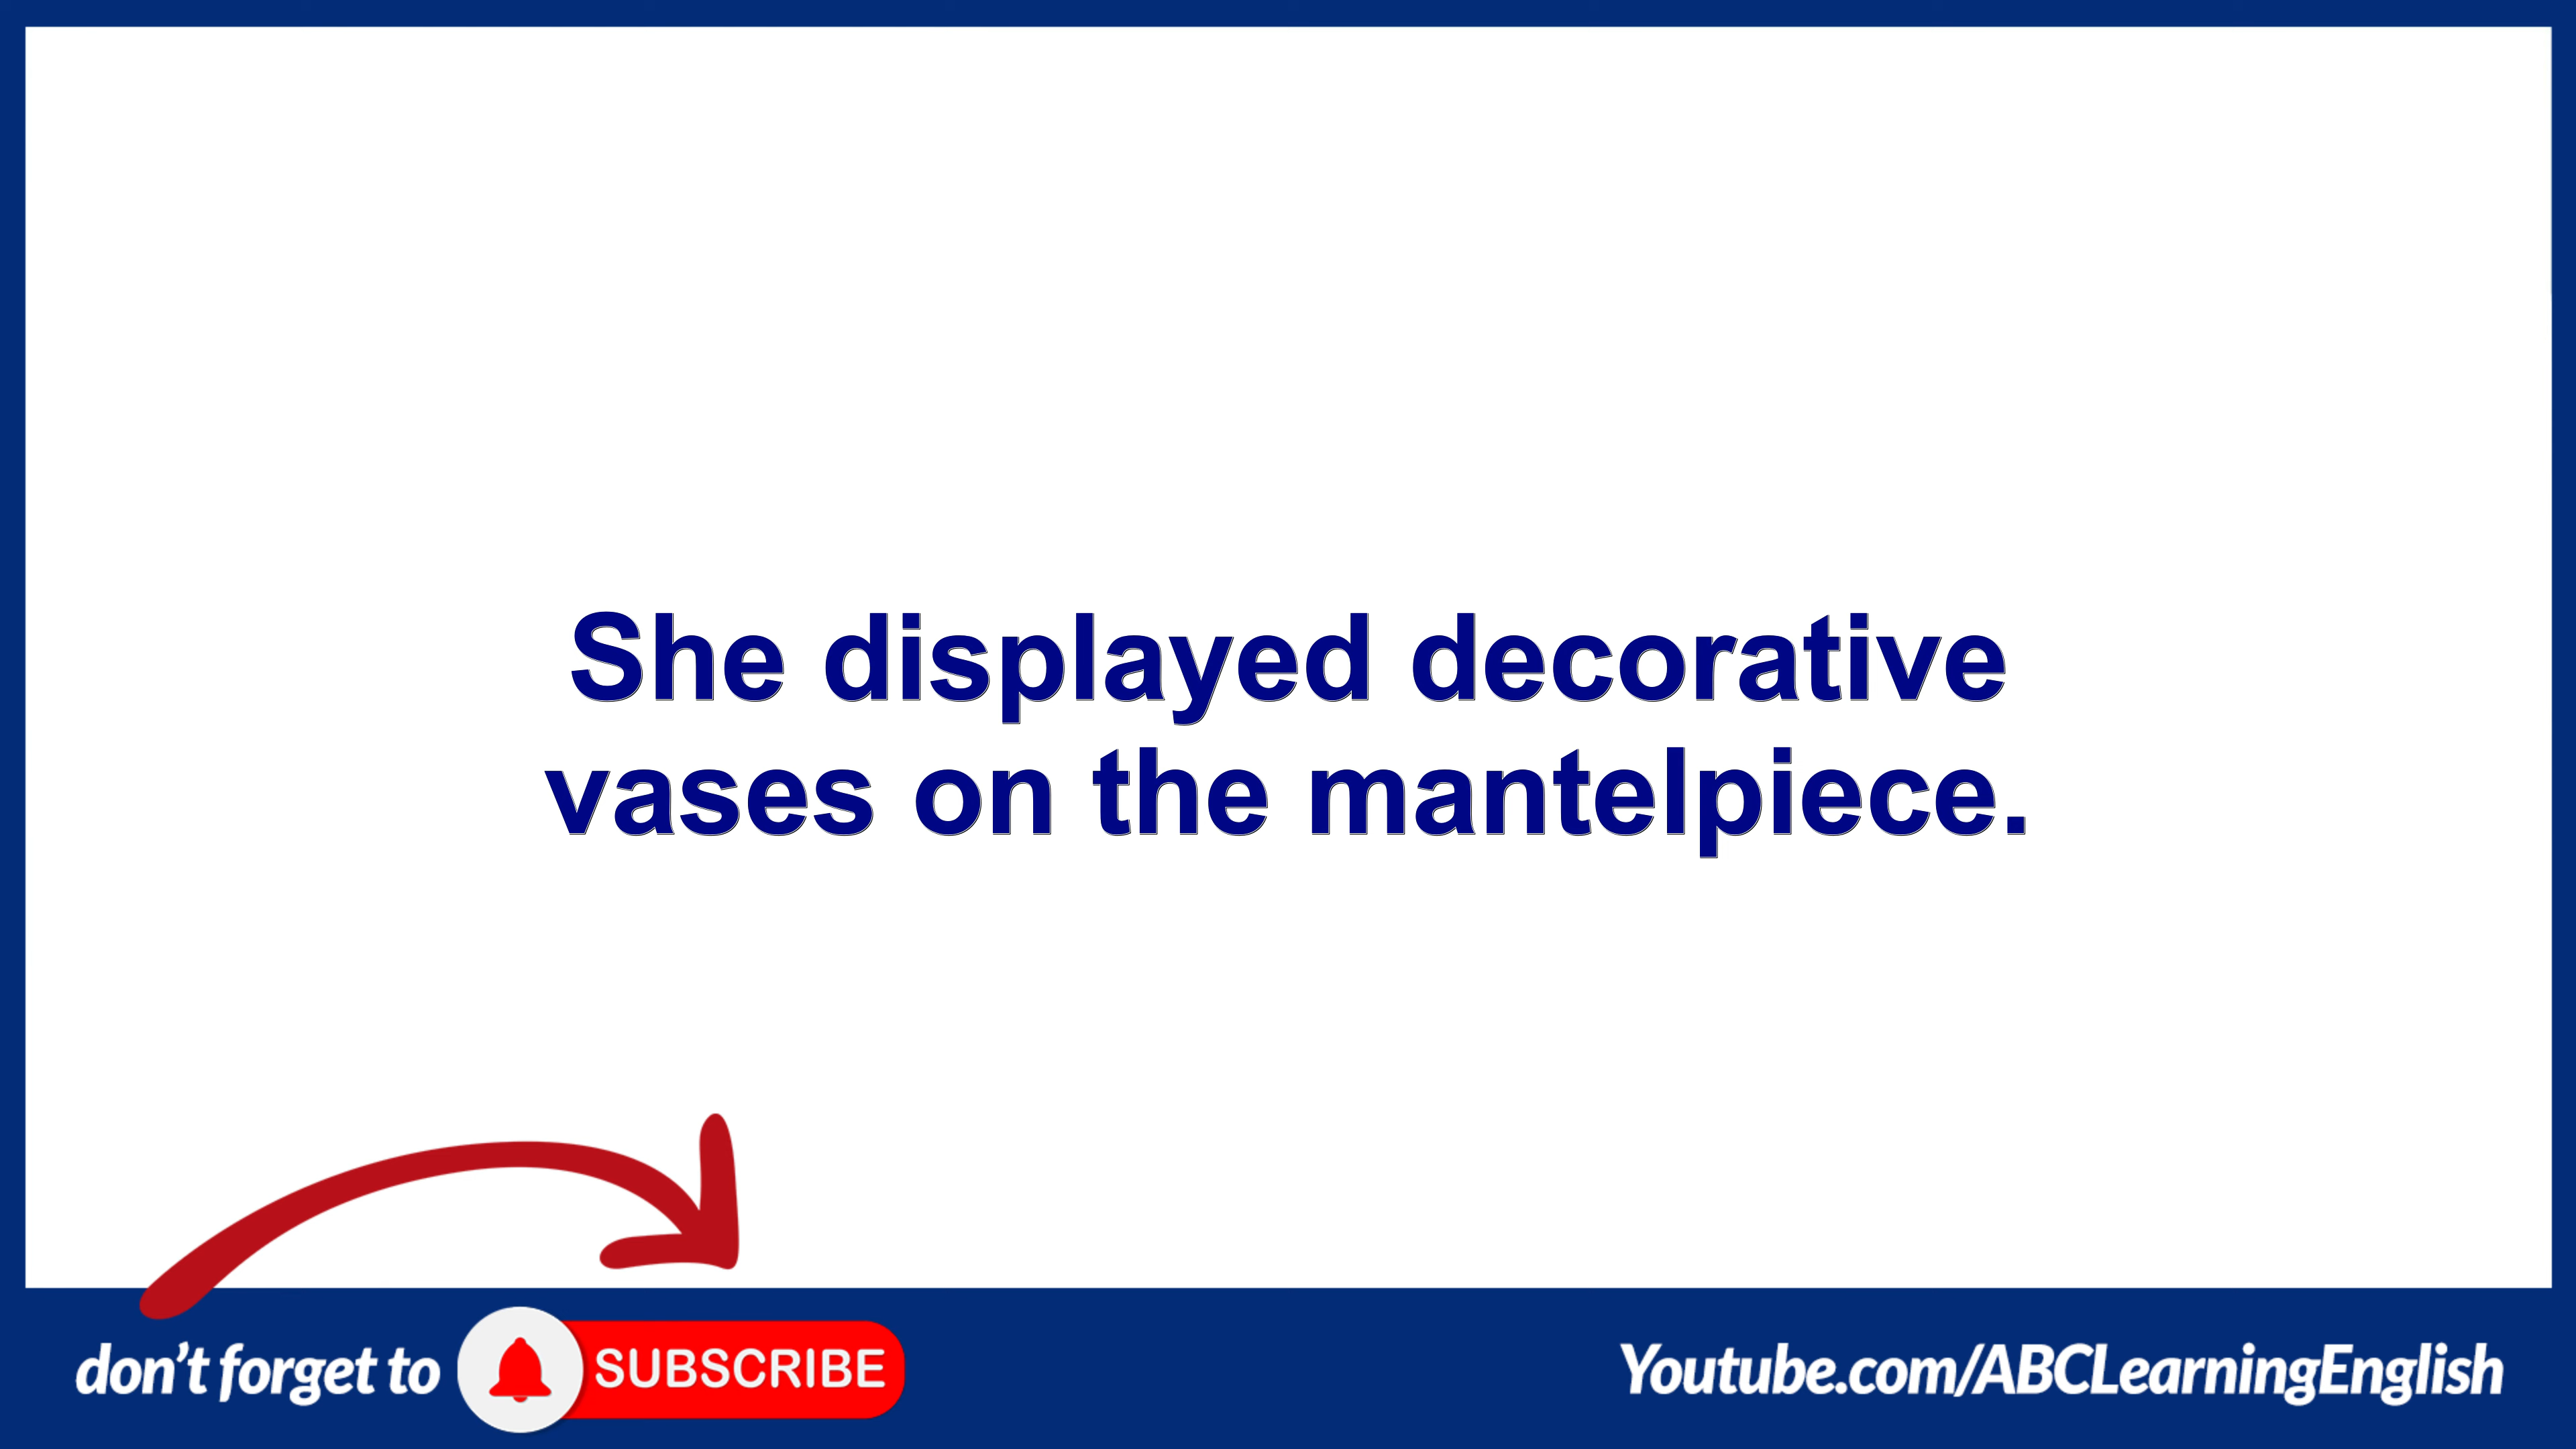 She displayed decorative
vases on the mantelpiece.
don't forget to SUBSCRIBE
Youtube.com/ABCLearningEnglish